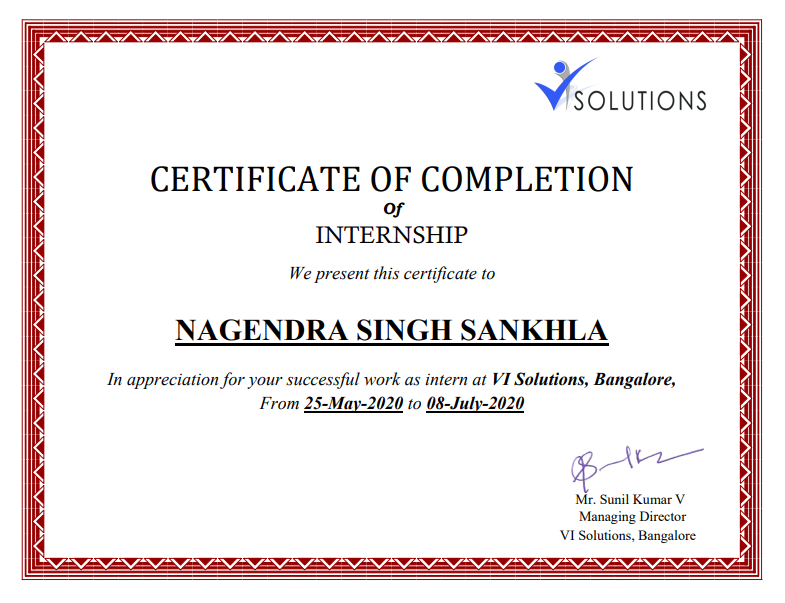 Vi SOLUTIONS
CERTIFICATE OF COMPLETION
Of
INTERNSHIP
We present this certificate to
NAGENDRA SINGH SANKHLA
In appreciation for your successful work as intern at VI Solutions, Bangalore,
From 25-May-2020 to 08-July-2020
Mr. Sunil Kumar V
Managing Director
VI Solutions, Bangalore